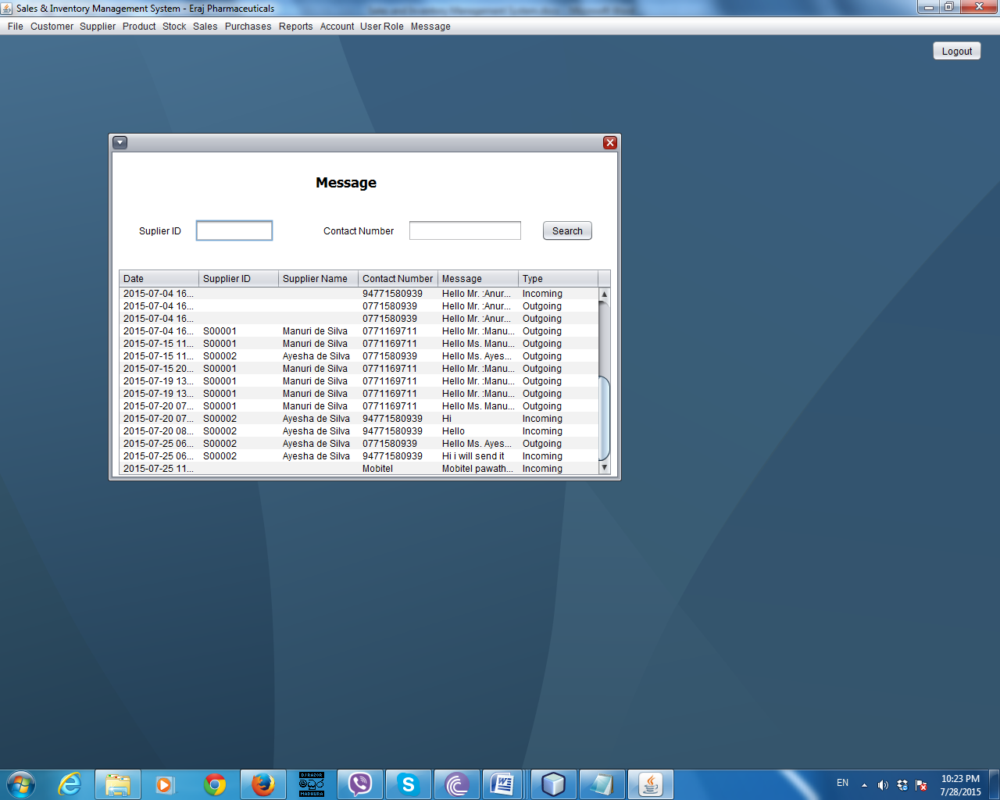 Sales & Inventory Management System - Eraj Pharmaceuticals
File Customer Supplier Product Stock Sales Purchases Reports Account User Role Message
Logout
Message
Suplier ID Contact Number Search
Date Supplier ID Supplier Name Contact Number Message Type
2015-07-04 16... 94771580939 Hello Mr. :Anur... Incoming
2015-07-04 16... 0771580939 Hello Mr. :Anur... Outgoing
2015-07-04 16... 0771580939 Hello Mr. :Anur... Outgoing
2015-07-04 16... S00001 Manuri de Silva 0771169711 Hello Mr. :Manu... Outgoing
2015-07-15 11... S00001 Manuri de Silva 0771169711 Hello Ms. Manu... Outgoing
2015-07-15 11... S00002 Ayesha de Silva 0771580939 Hello Ms. Ayes... Outgoing
2015-07-15 20... S00001 Manuri de Silva 0771169711 Hello Mr. :Manu... Outgoing
2015-07-19 13... S00001 Manuri de Silva 0771169711 Hello Mr. :Manu... Outgoing
2015-07-19 13... S00001 Manuri de Silva 0771169711 Hello Mr. :Manu... Outgoing
2015-07-20 07... S00001 Manuri de Silva 0771169711 Hello Ms. Manu... Outgoing
2015-07-20 07... S00002 Ayesha de Silva 94771580939 Hi Incoming
2015-07-20 08... S00002 Ayesha de Silva 94771580939 Hello Incoming
2015-07-25 06... S00002 Ayesha de Silva 0771580939 Hello Ms. Ayes... Outgoing
2015-07-25 06... S00002 Ayesha de Silva 94771580939 Hi i will send it Incoming
2015-07-25 11... Mobitel Mobitel pawath... Incoming
DJ RAZOR
මධුර
MADHURA
EN
10:23 PM
7/28/2015